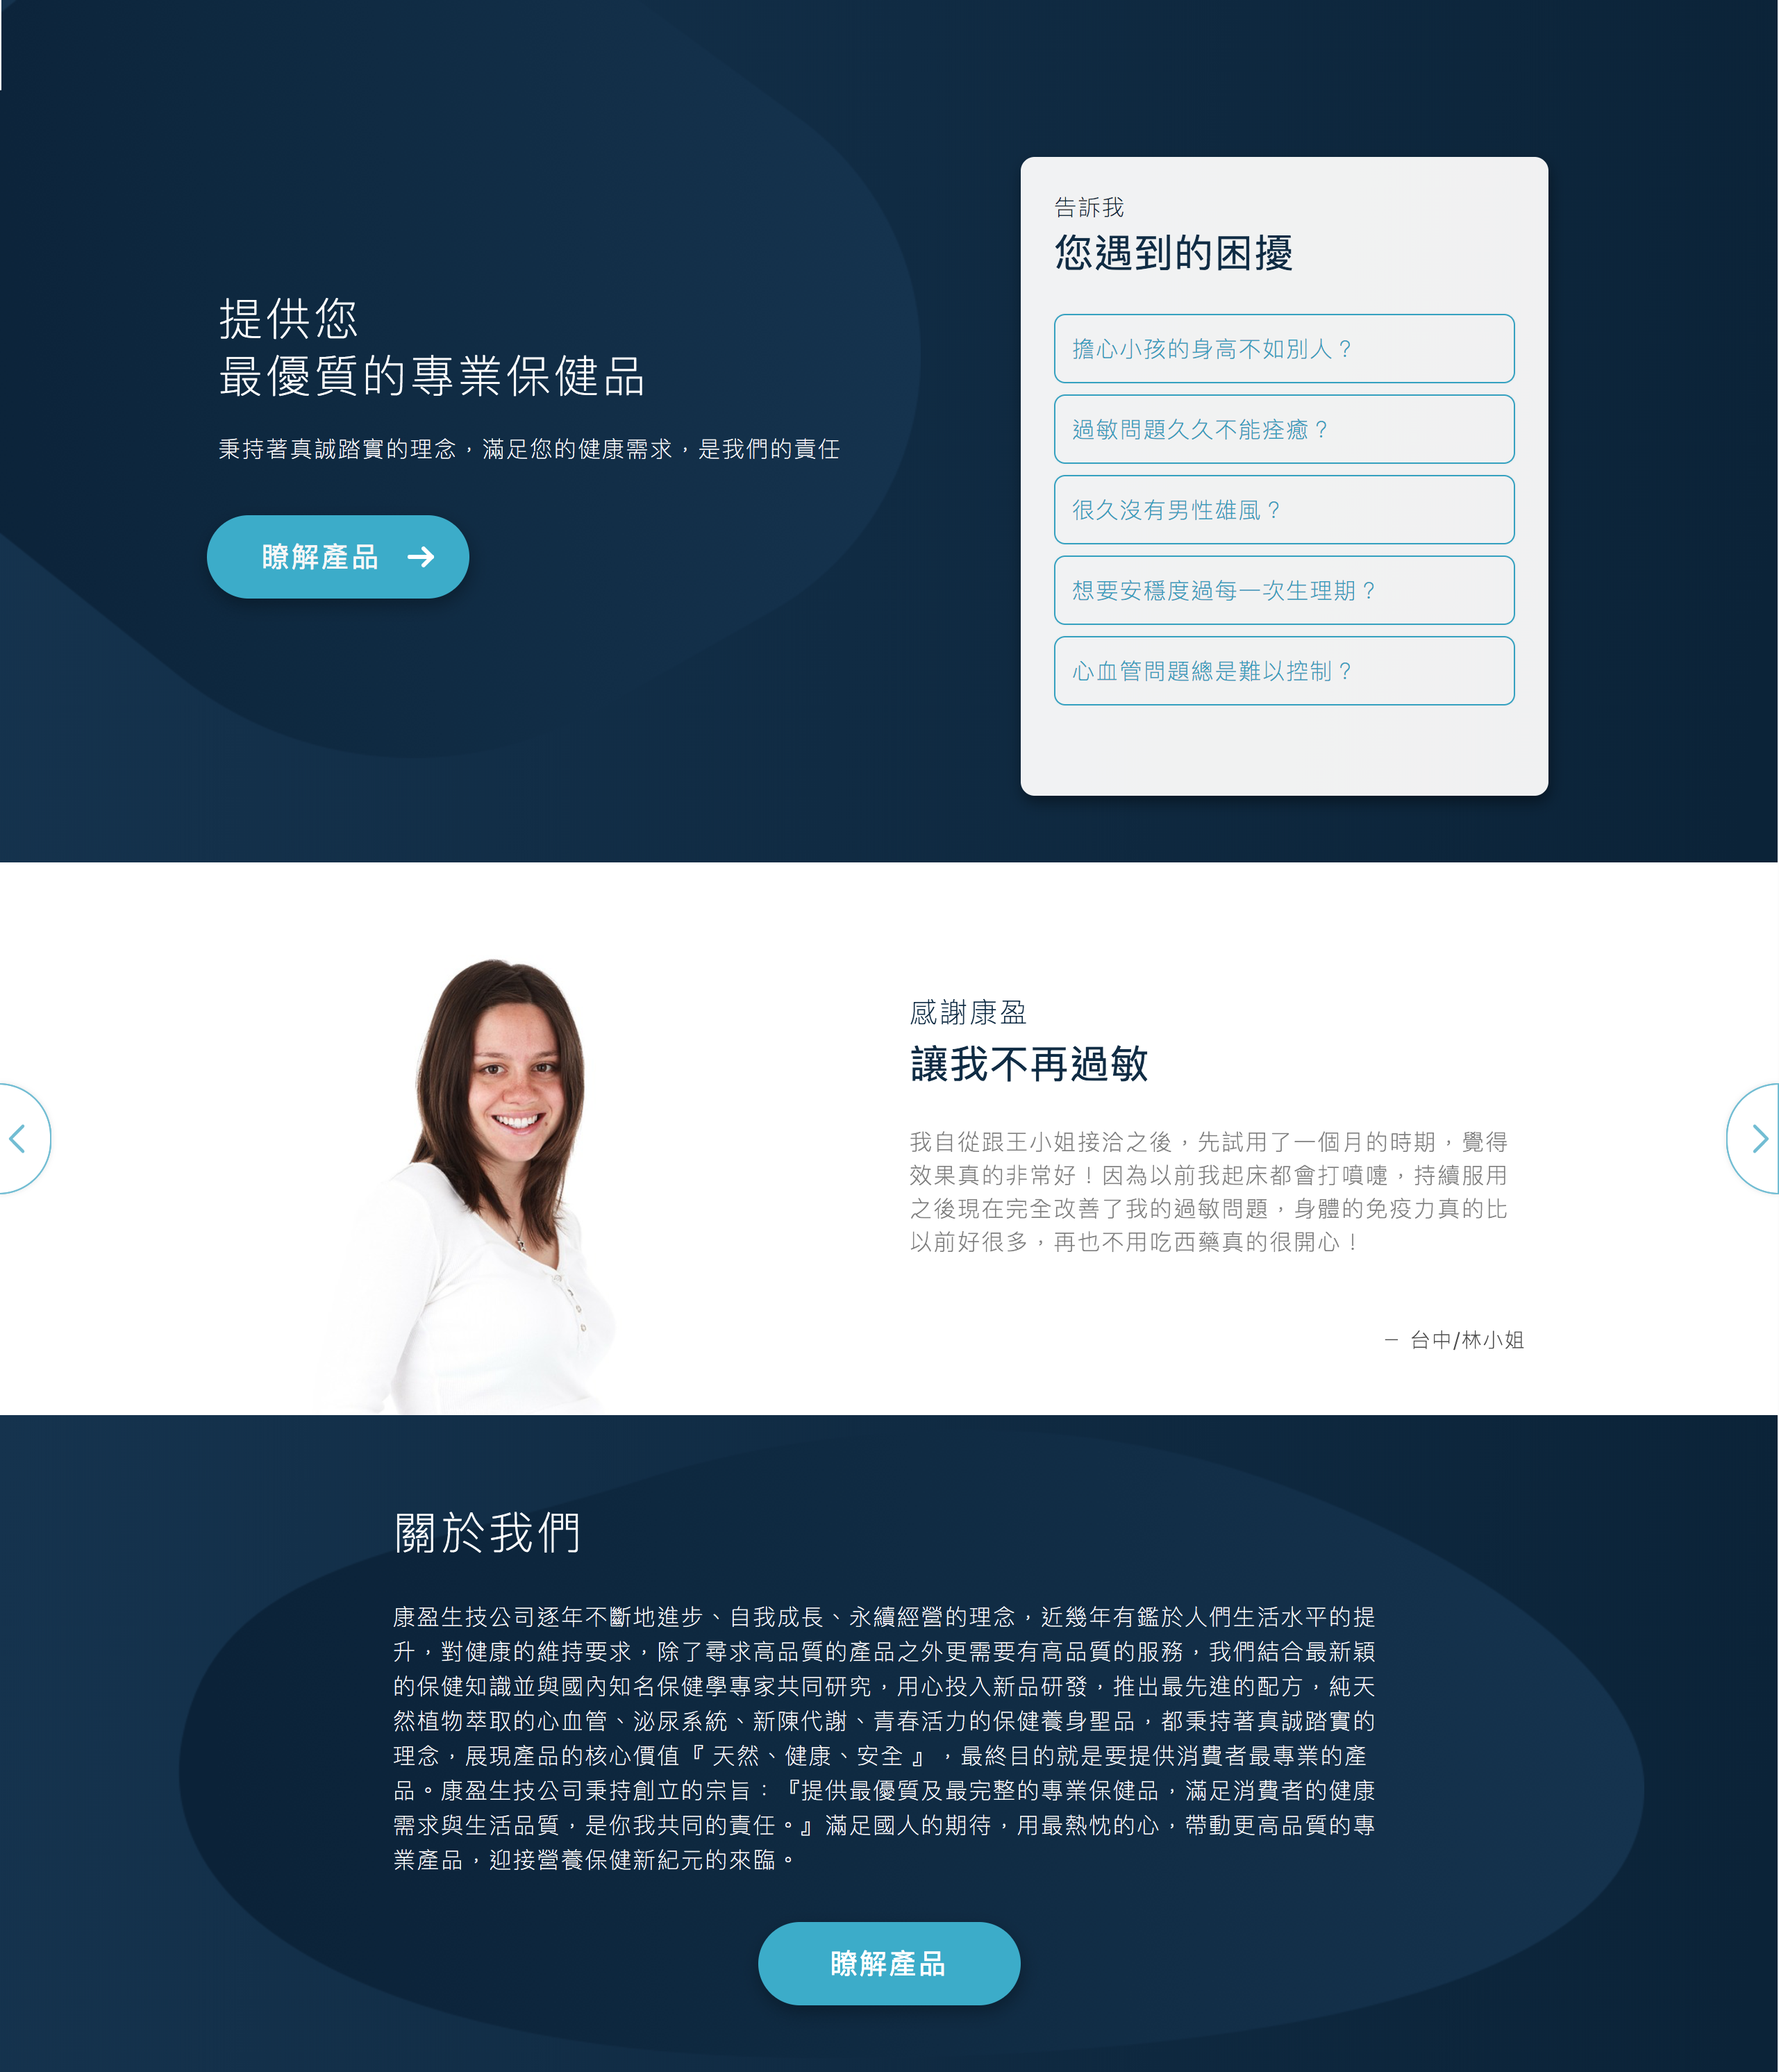 提供您
最優質的專業保健品
秉持著真誠踏實的理念，滿足您的健康需求，是我們的責任
瞭解產品
告訴我
您遇到的困擾
擔心小孩的身高不如別人？
過敏問題久久不能痊癒？
很久沒有男性雄風？
想要安穩度過每一次生理期？
心血管問題總是難以控制？
感謝康盈
讓我不再過敏
我自從跟王小姐接洽之後，先試用了一個月的時期，覺得
效果真的非常好！因為以前我起床都會打噴嚏，持續服用
之後現在完全改善了我的過敏問題，身體的免疫力真的比
以前好很多，再也不用吃西藥真的很開心！
— 台中/林小姐
關於我們
康盈生技公司逐年不斷地進步、自我成長、永續經營的理念，近幾年有鑑於人們生活水平的提
升，對健康的維持要求，除了尋求高品質的產品之外更需要有高品質的服務，我們結合最新穎
的保健知識並與國內知名保健學專家共同研究，用心投入新品研發，推出最先進的配方，純天
然植物萃取的心血管、泌尿系統、新陳代謝、青春活力的保健養身聖品，都秉持著真誠踏實的
理念，展現產品的核心價值『 天然、健康、安全 』，最終目的就是要提供消費者最專業的產
品。康盈生技公司秉持創立的宗旨：『提供最優質及最完整的專業保健品，滿足消費者的健康
需求與生活品質，是你我共同的責任。』滿足國人的期待，用最熱忱的心，帶動更高品質的專
業產品，迎接營養保健新紀元的來臨。
瞭解產品